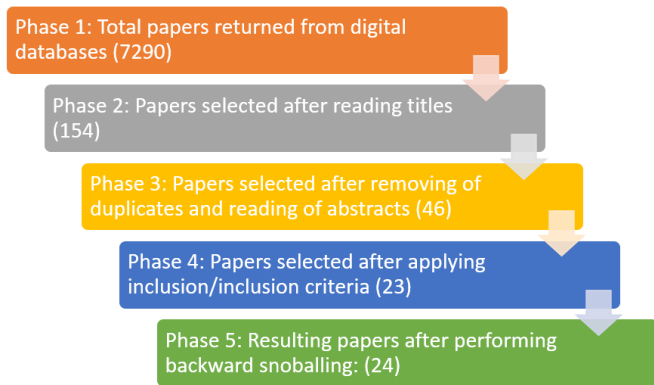 Phase 1: Total papers returned from digital
databases (7290)
Phase 2: Papers selected after reading titles
(154)
Phase 3: Papers selected after removing of
duplicates and reading of abstracts (46)
Phase 4: Papers selected after applying
inclusion/inclusion criteria (23)
Phase 5: Resulting papers after performing
backward snoballing: (24)